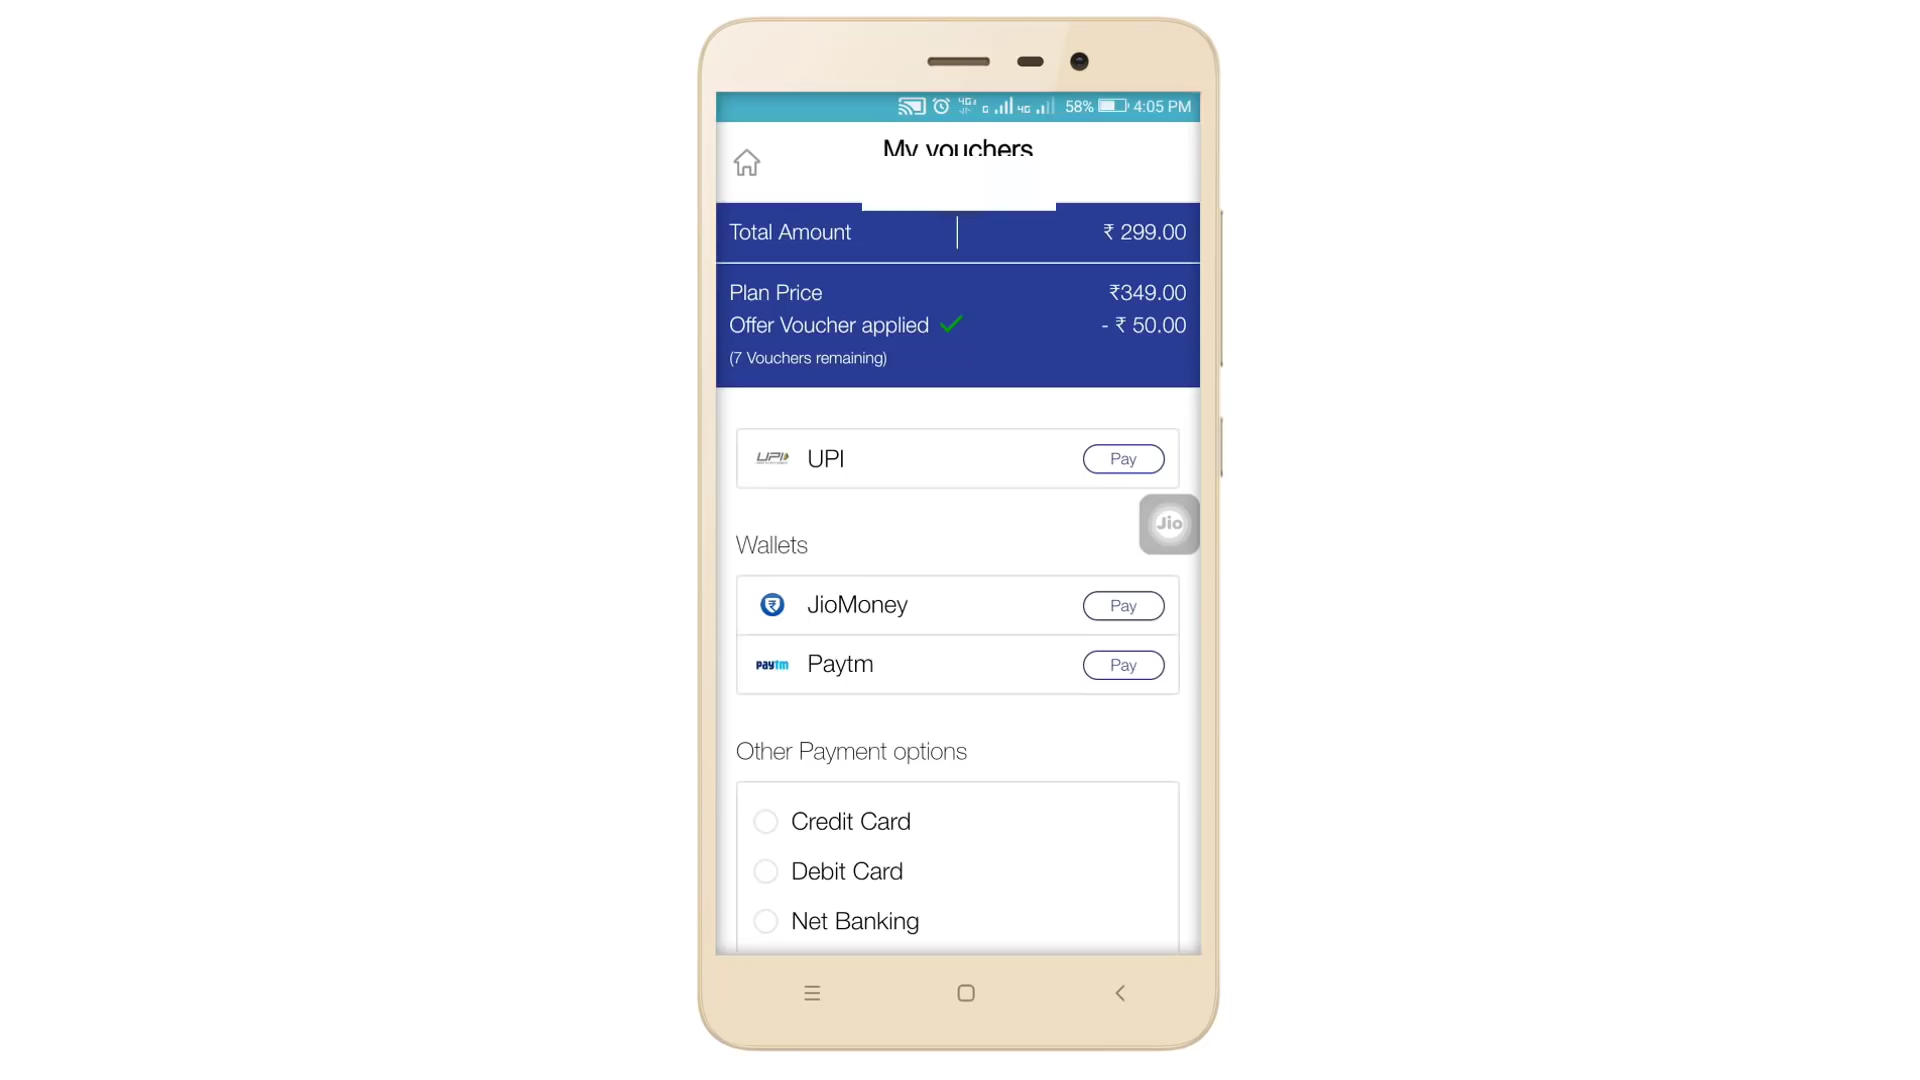 58% 4:05 PM
My vouchers
Total Amount ₹ 299.00
Plan Price ₹349.00
Offer Voucher applied - ₹ 50.00
(7 Vouchers remaining)
UPI UPI Pay
Jio
Wallets
JioMoney Pay
paytm Paytm Pay
Other Payment options
Credit Card
Debit Card
Net Banking